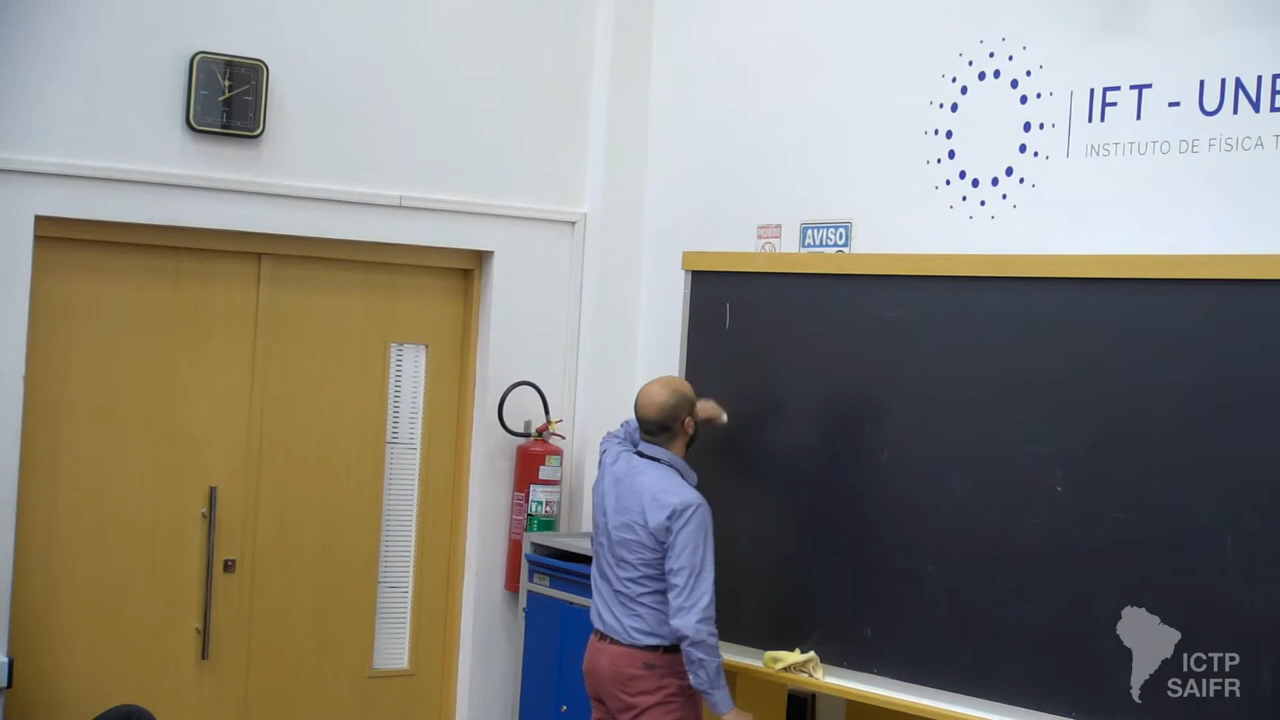 IFT - UNE
INSTITUTO DE FÍSICA T
AVISO
ICTP
SAIFR